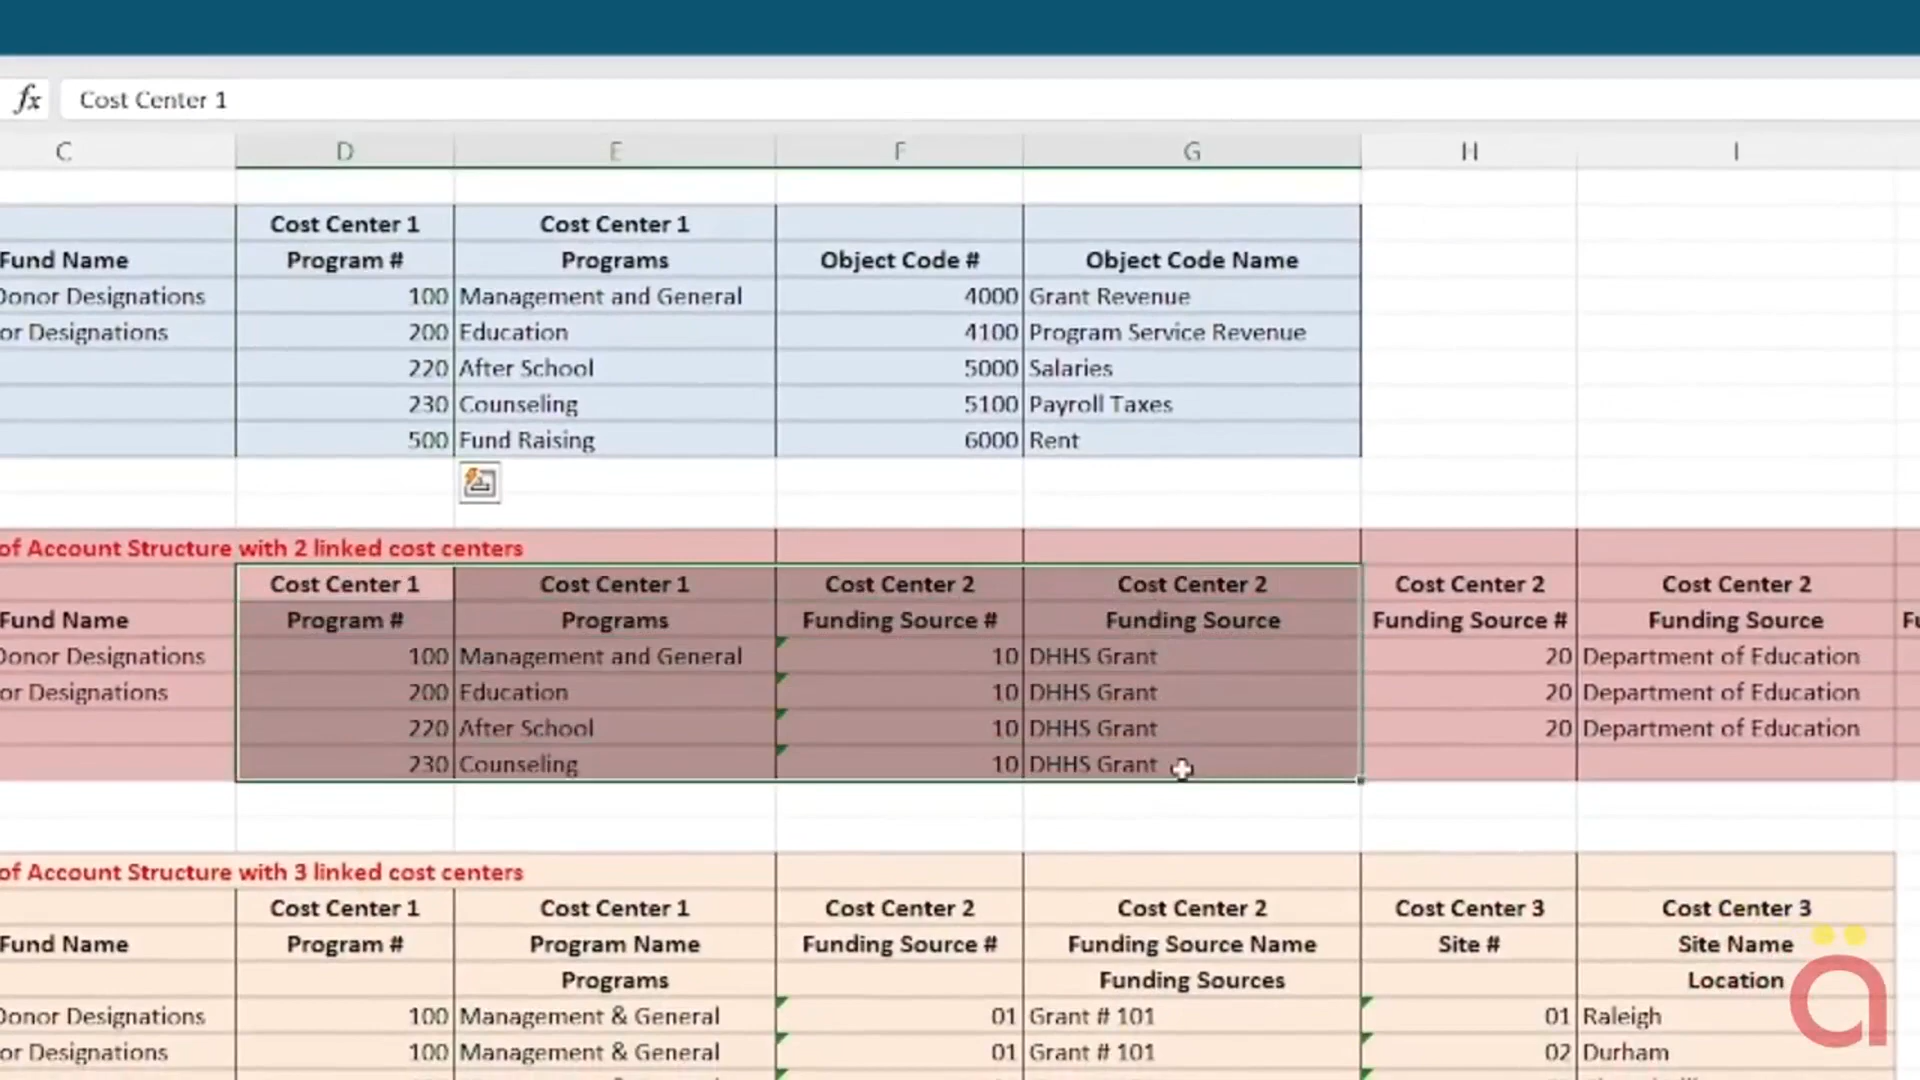 fx Cost Center 1
C D E F G H I
Cost Center 1 Cost Center 1
Fund Name Program # Programs Object Code # Object Code Name
Donor Designations 100 Management and General 4000 Grant Revenue
or Designations 200 Education 4100 Program Service Revenue
220 After School 5000 Salaries
230 Counseling 5100 Payroll Taxes
500 Fund Raising 6000 Rent
of Account Structure with 2 linked cost centers
Cost Center 1 Cost Center 1 Cost Center 2 Cost Center 2 Cost Center 2 Cost Center 2
Fund Name Program # Programs Funding Source # Funding Source Funding Source # Funding Source
Donor Designations 100 Management and General 10 DHHS Grant 20 Department of Education
or Designations 200 Education 10 DHHS Grant 20 Department of Education
220 After School 10 DHHS Grant 20 Department of Education
230 Counseling 10 DHHS Grant
of Account Structure with 3 linked cost centers
Cost Center 1 Cost Center 1 Cost Center 2 Cost Center 2 Cost Center 3 Cost Center 3
Fund Name Program # Program Name Funding Source # Funding Source Name Site # Site Name
Programs Funding Sources Location
Donor Designations 100 Management & General 01 Grant # 101 01 Raleigh
or Designations 100 Management & General 01 Grant # 101 02 Durham
ä